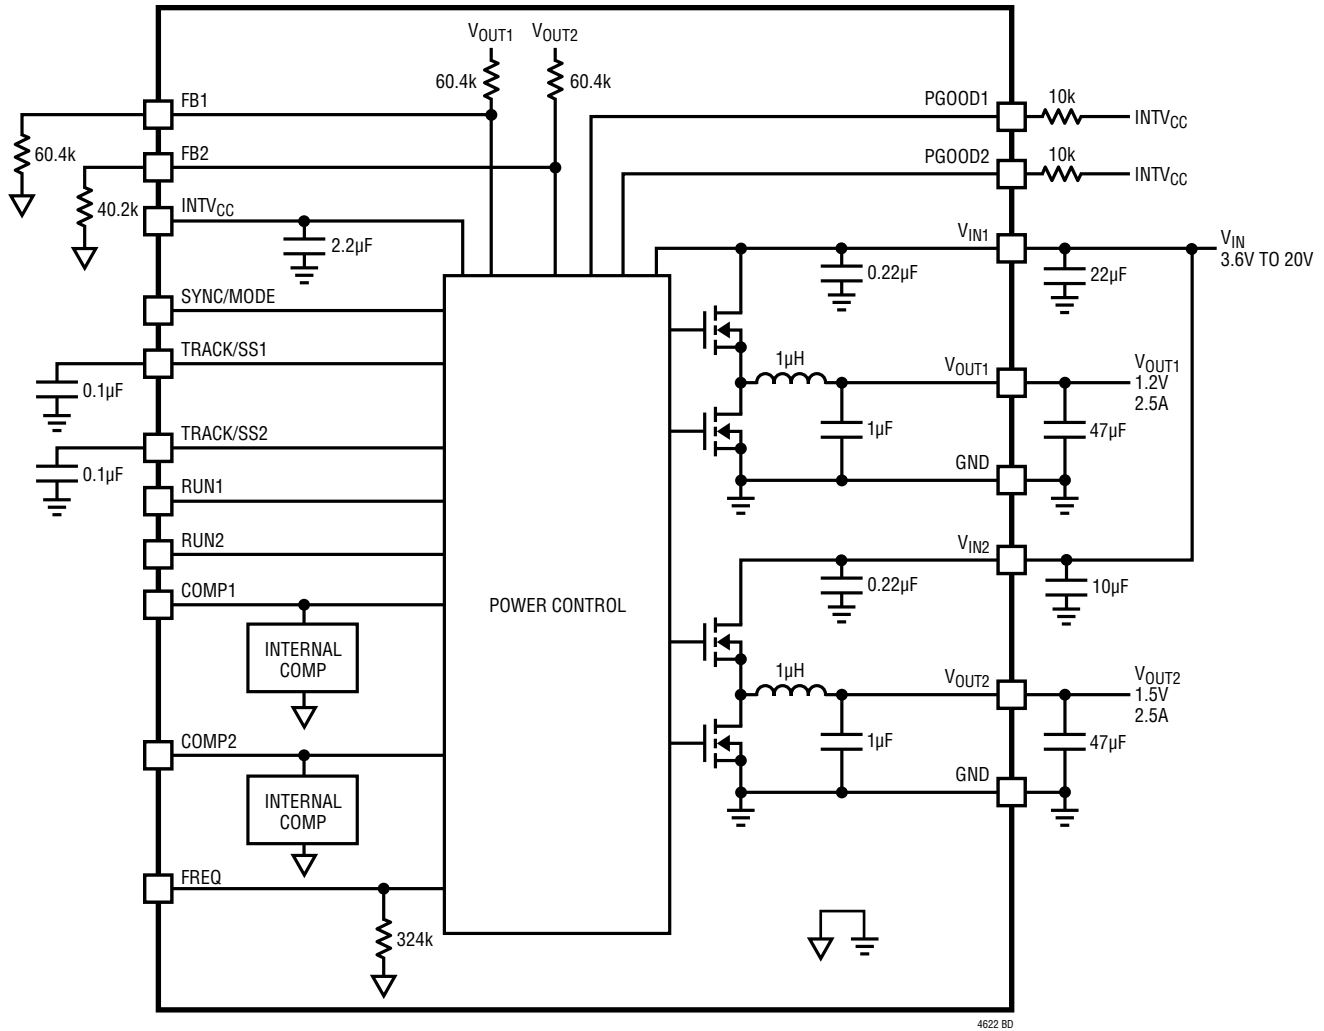 VOUT1 VOUT2
60.4k 60.4k
FB1
60.4k
FB2
40.2k
INTVCC
2.2µF
SYNC/MODE
TRACK/SS1
0.1µF
TRACK/SS2
0.1µF
RUN1
RUN2
COMP1
INTERNAL
COMP
COMP2
INTERNAL
COMP
FREQ
324k
POWER CONTROL
PGOOD1
10k
INTVCC
PGOOD2
10k
INTVCC
VIN1
0.22µF
22µF
VIN
3.6V TO 20V
1µH
VOUT1
VOUT1
1.2V
2.5A
1µF
47µF
GND
VIN2
0.22µF
10µF
1µH
VOUT2
VOUT2
1.5V
2.5A
1µF
47µF
GND
4622 BD